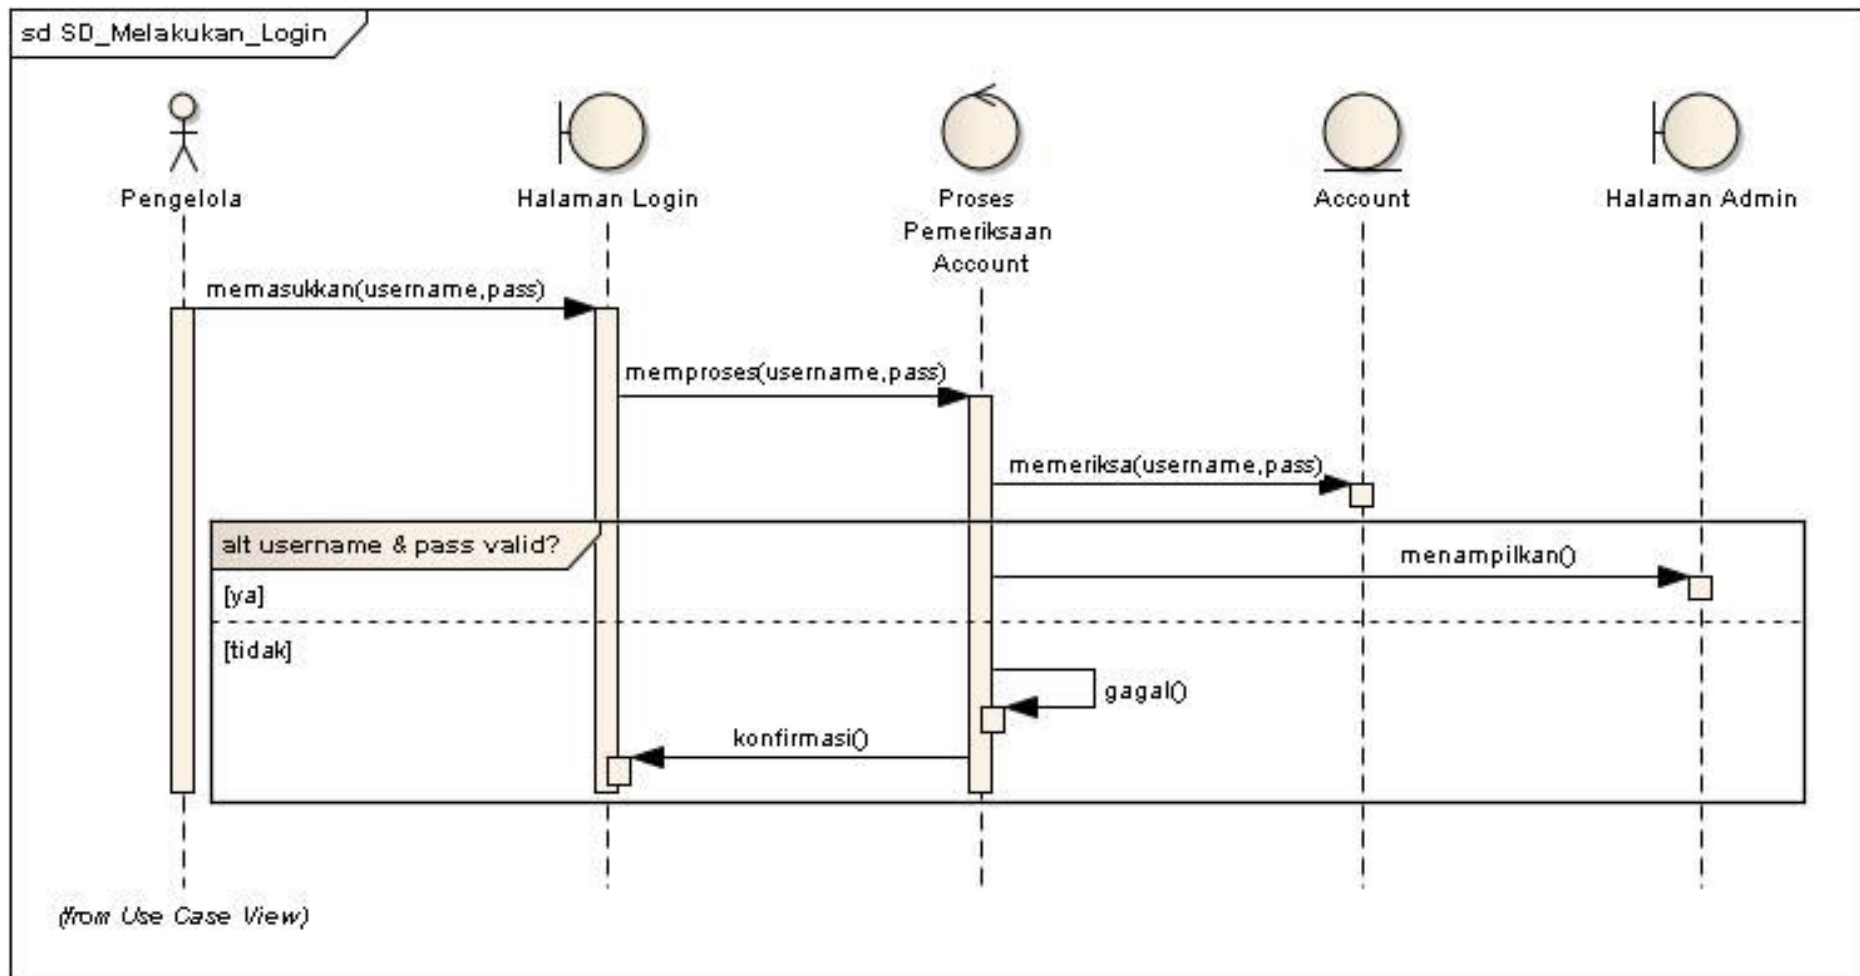 sd SD_Melakukan_Login
Pengelola
Halaman Login
Proses
Pemeriksaan
Account
Account
Halaman Admin
memasukkan(username,pass)
memproses(username,pass)
memeriksa(username,pass)
alt username & pass valid?
menampilkan()
[ya]
[tidak]
gagal()
konfirmasi()
(from Use Case View)